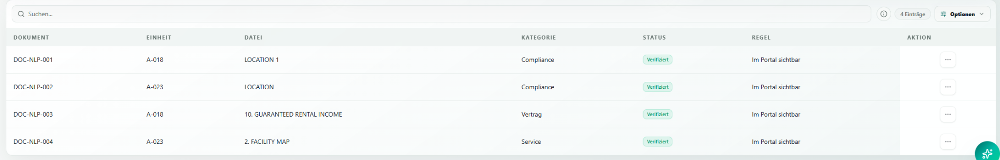 Suchen...
4 Einträge
Optionen
DOKUMENT EINHEIT DATEI KATEGORIE STATUS REGEL AKTION
DOC-NLP-001 A-018 LOCATION 1 Compliance Verifiziert Im Portal sichtbar
DOC-NLP-002 A-023 LOCATION Compliance Verifiziert Im Portal sichtbar
DOC-NLP-003 A-018 10. GUARANTEED RENTAL INCOME Vertrag Verifiziert Im Portal sichtbar
DOC-NLP-004 A-023 2. FACILITY MAP Service Verifiziert Im Portal sichtbar